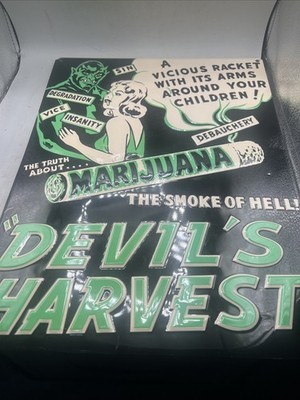 SIN
DEGRADATION
VICE
INSANITY
A
VICIOUS RACKET
WITH ITS ARMS
AROUND YOUR
CHILDREN!
DEBAUCHERY
THE TRUTH
ABOUT....
MARIJUANA
THE SMOKE OF HELL!
"DEVIL'S
HARVEST